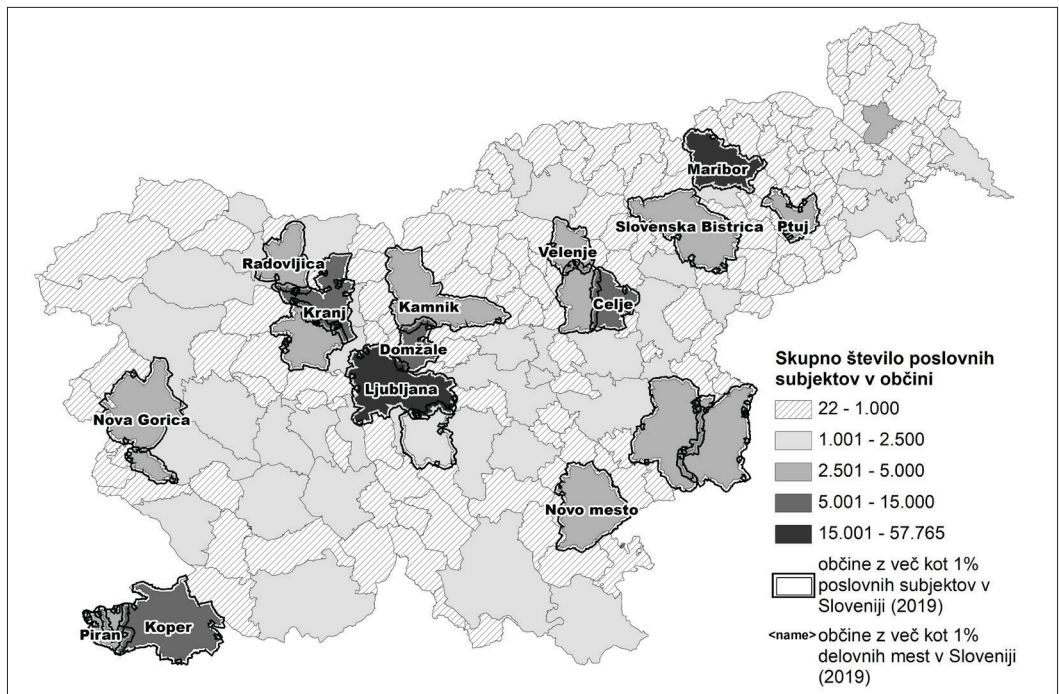 Maribor
Slovenska Bistrica
Ptuj
Velenje
Radovljica
Kamnik
Celje
Kranj
Domžale
Ljubljana
Nova Gorica
Novo mesto
Piran
Koper
Skupno število poslovnih
subjektov v občini
22 - 1.000
1.001 - 2.500
2.501 - 5.000
5.001 - 15.000
15.001 - 57.765
občine z več kot 1%
poslovnih subjektov v
Sloveniji (2019)
<name> občine z več kot 1%
delovnih mest v Sloveniji
(2019)